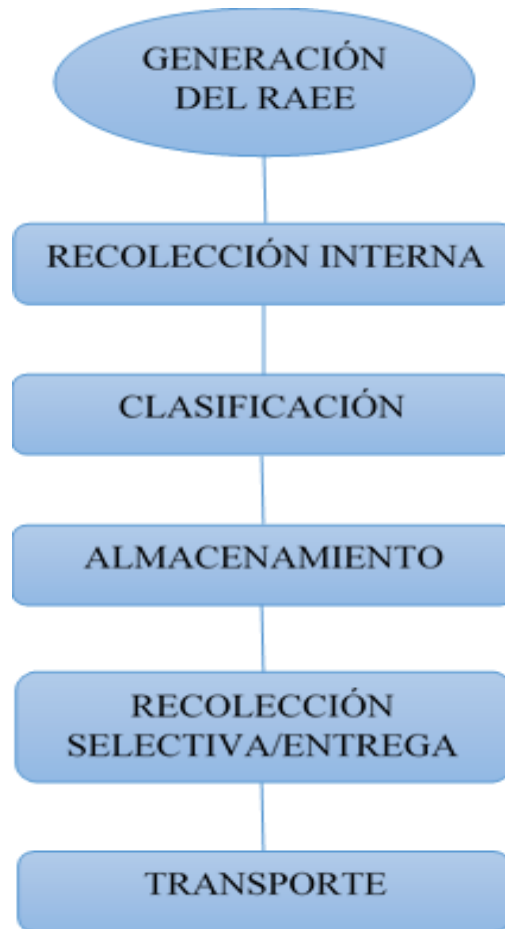 GENERACIÓN
DEL RAEE
RECOLECCIÓN INTERNA
CLASIFICACIÓN
ALMACENAMIENTO
RECOLECCIÓN
SELECTIVA/ENTREGA
TRANSPORTE